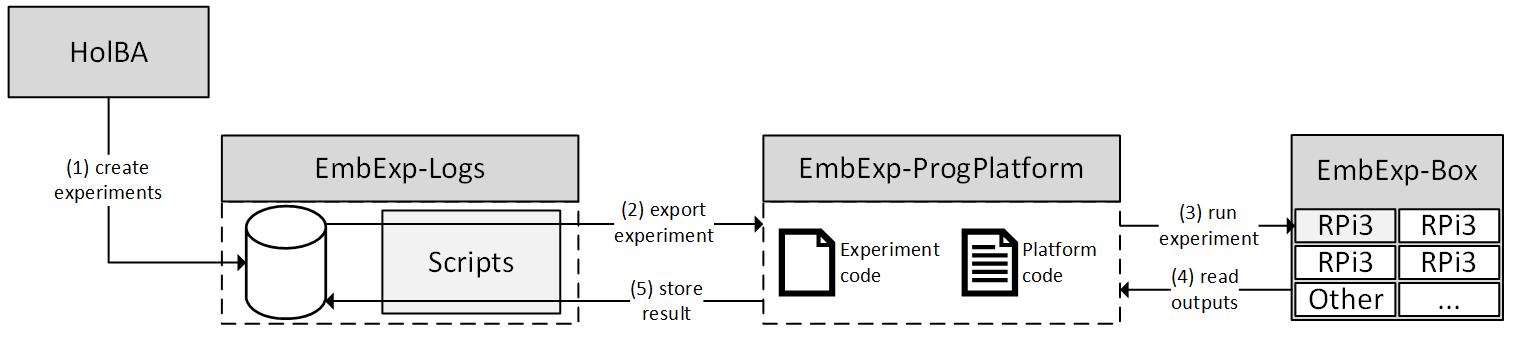 HolBA
(1) create
experiments
EmbExp-Logs
Scripts
(2) export
experiment
(5) store
result
EmbExp-ProgPlatform
Experiment
code
Platform
code
(3) run
experiment
(4) read
outputs
EmbExp-Box
RPi3 RPi3
RPi3 RPi3
Other ...